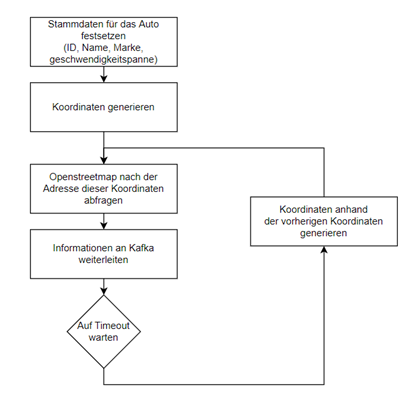 Stammdaten für das Auto
festsetzen
(ID, Name, Marke,
geschwendigkeitspanne)
Koordinaten generieren
Openstreetmap nach der
Adresse dieser Koordinaten
abfragen
Koordinaten anhand
der vorherigen Koordinaten
generieren
Informationen an Kafka
weiterleiten
Auf Timeout
warten